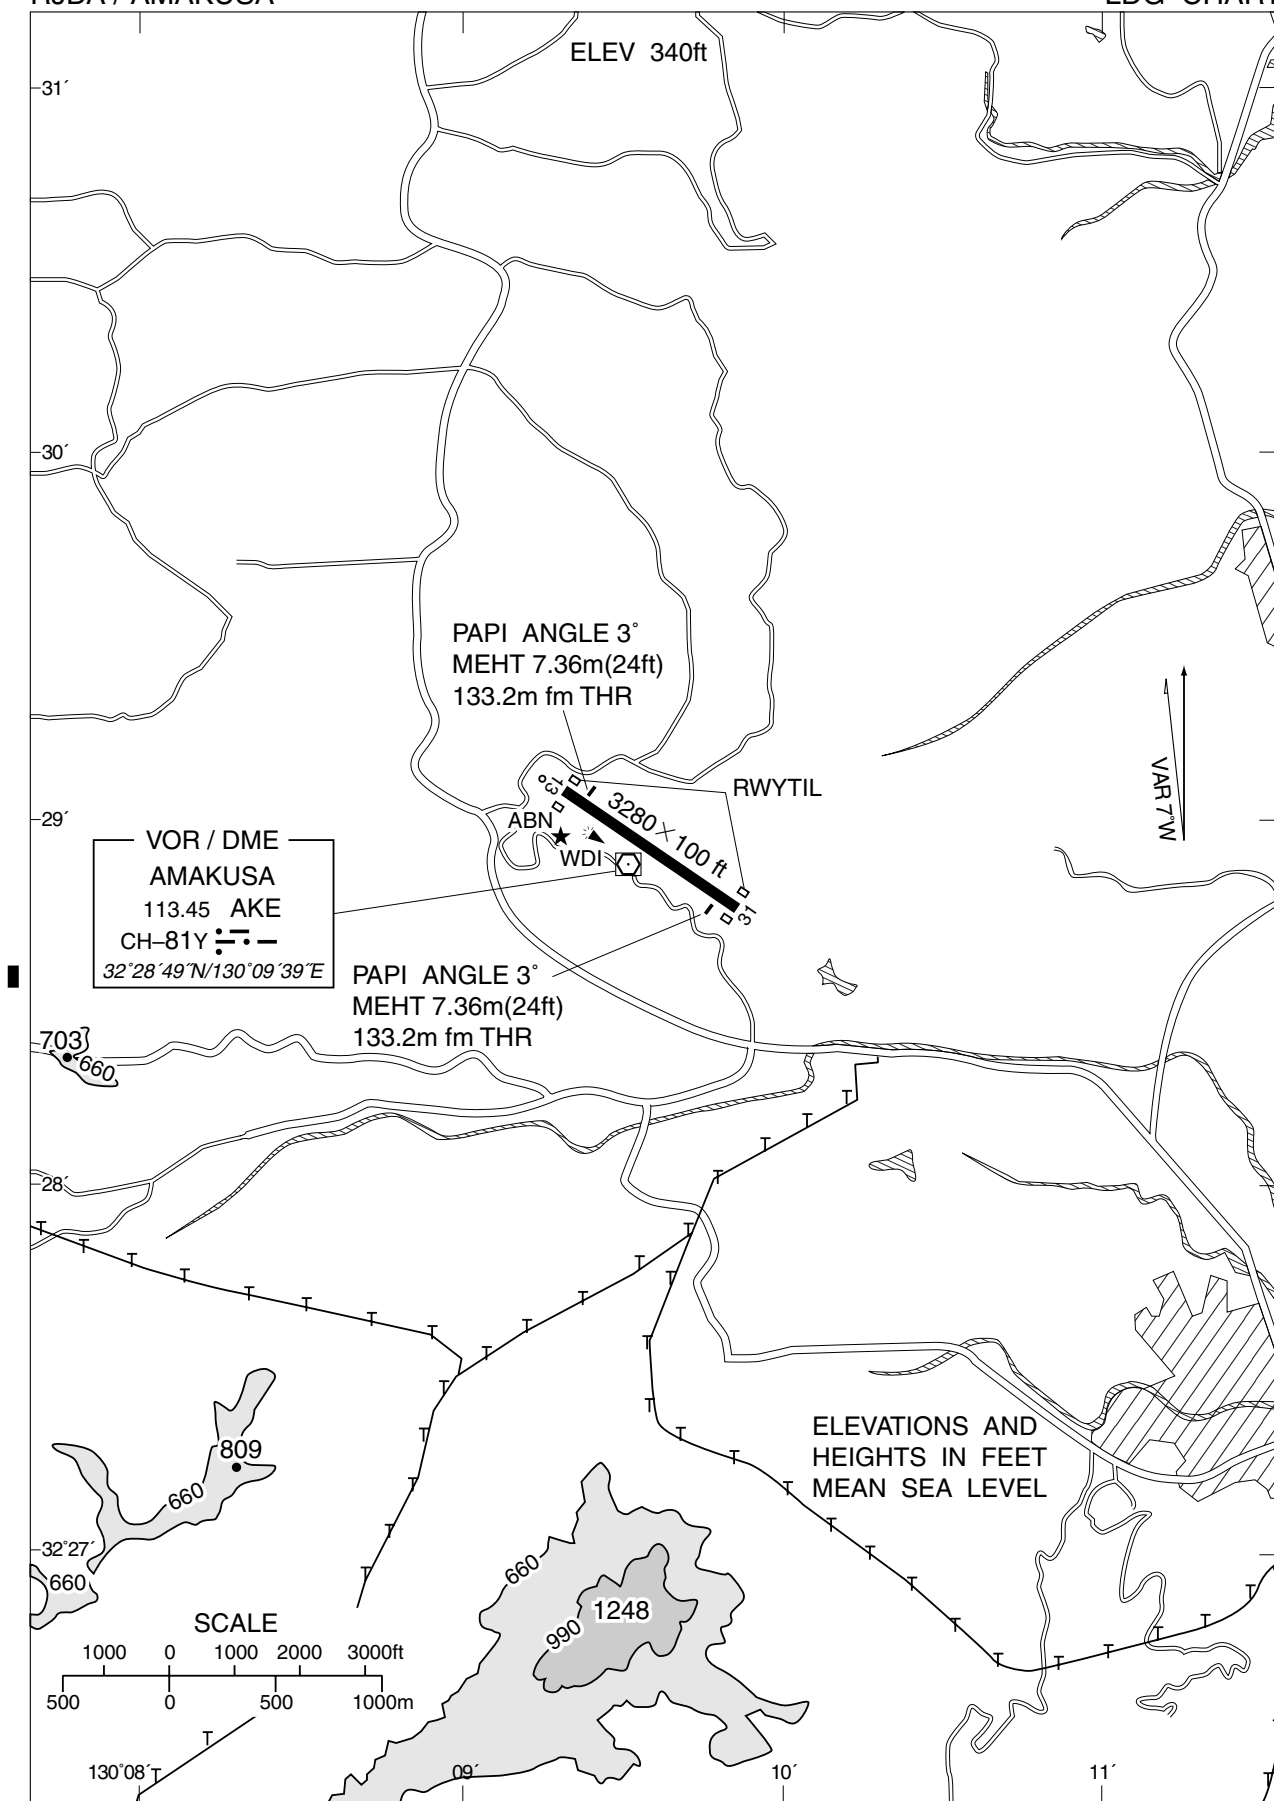 RJDA / AMAKUSA
LDG CHART
ELEV 340ft
31´
30´
PAPI ANGLE 3°
MEHT 7.36m(24ft)
133.2m fm THR
VAR 7°W
RWYTIL
13
3280 × 100 ft
31
29´
ABN
WDI
VOR / DME
AMAKUSA
113.45 AKE
CH–81Y
32°28´49˝N/130°09´39˝E
PAPI ANGLE 3°
MEHT 7.36m(24ft)
133.2m fm THR
703
660
28´
T T T T T T T T T T T T T T T T T T T T T T T T T T T T T T T T T T T T T T T T T
ELEVATIONS AND
HEIGHTS IN FEET
MEAN SEA LEVEL
809
660
32°27´
660
660
1248
990
SCALE
1000 0 1000 2000 3000ft
500 0 500 1000m
130°08´ 09´ 10´ 11´